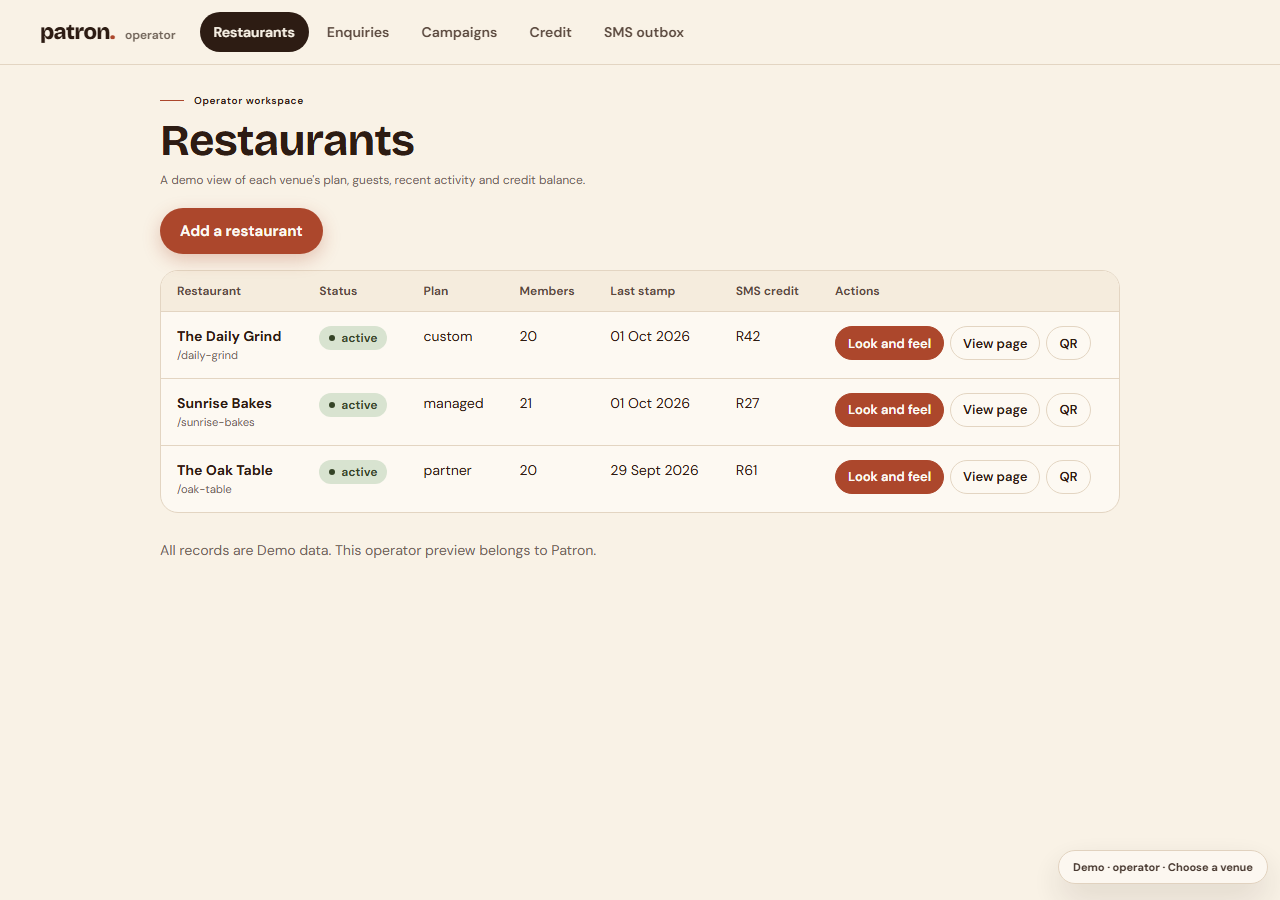 patron. operator Restaurants Enquiries Campaigns Credit SMS outbox
Operator workspace
Restaurants
A demo view of each venue's plan, guests, recent activity and credit balance.
Add a restaurant
Restaurant Status Plan Members Last stamp SMS credit Actions
The Daily Grind active custom 20 01 Oct 2026 R42 Look and feel View page QR
/daily-grind
Sunrise Bakes active managed 21 01 Oct 2026 R27 Look and feel View page QR
/sunrise-bakes
The Oak Table active partner 20 29 Sept 2026 R61 Look and feel View page QR
/oak-table
All records are Demo data. This operator preview belongs to Patron.
Demo · operator · Choose a venue